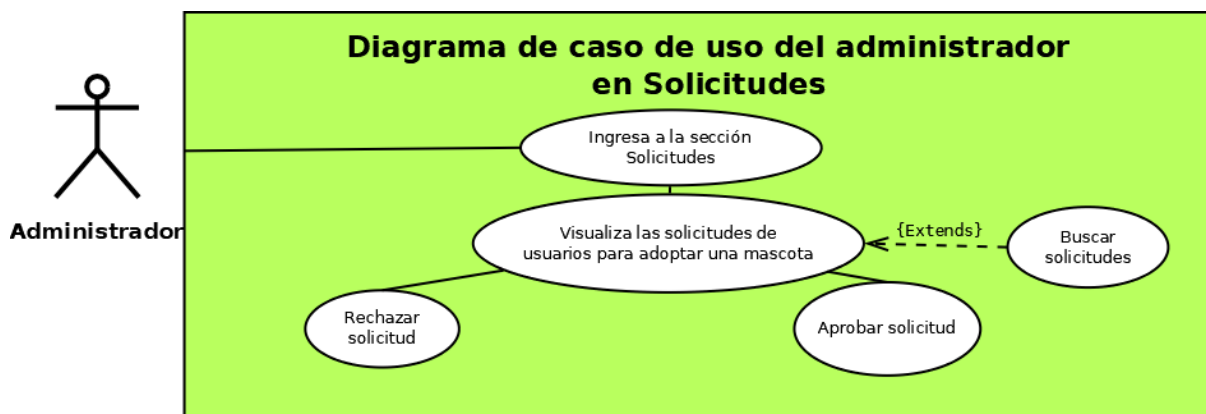 Diagrama de caso de uso del administrador
en Solicitudes
Ingresa a la sección
Solicitudes
Administrador
Visualiza las solicitudes de
usuarios para adoptar una mascota
{Extends}
Buscar
solicitudes
Rechazar
solicitud
Aprobar solicitud